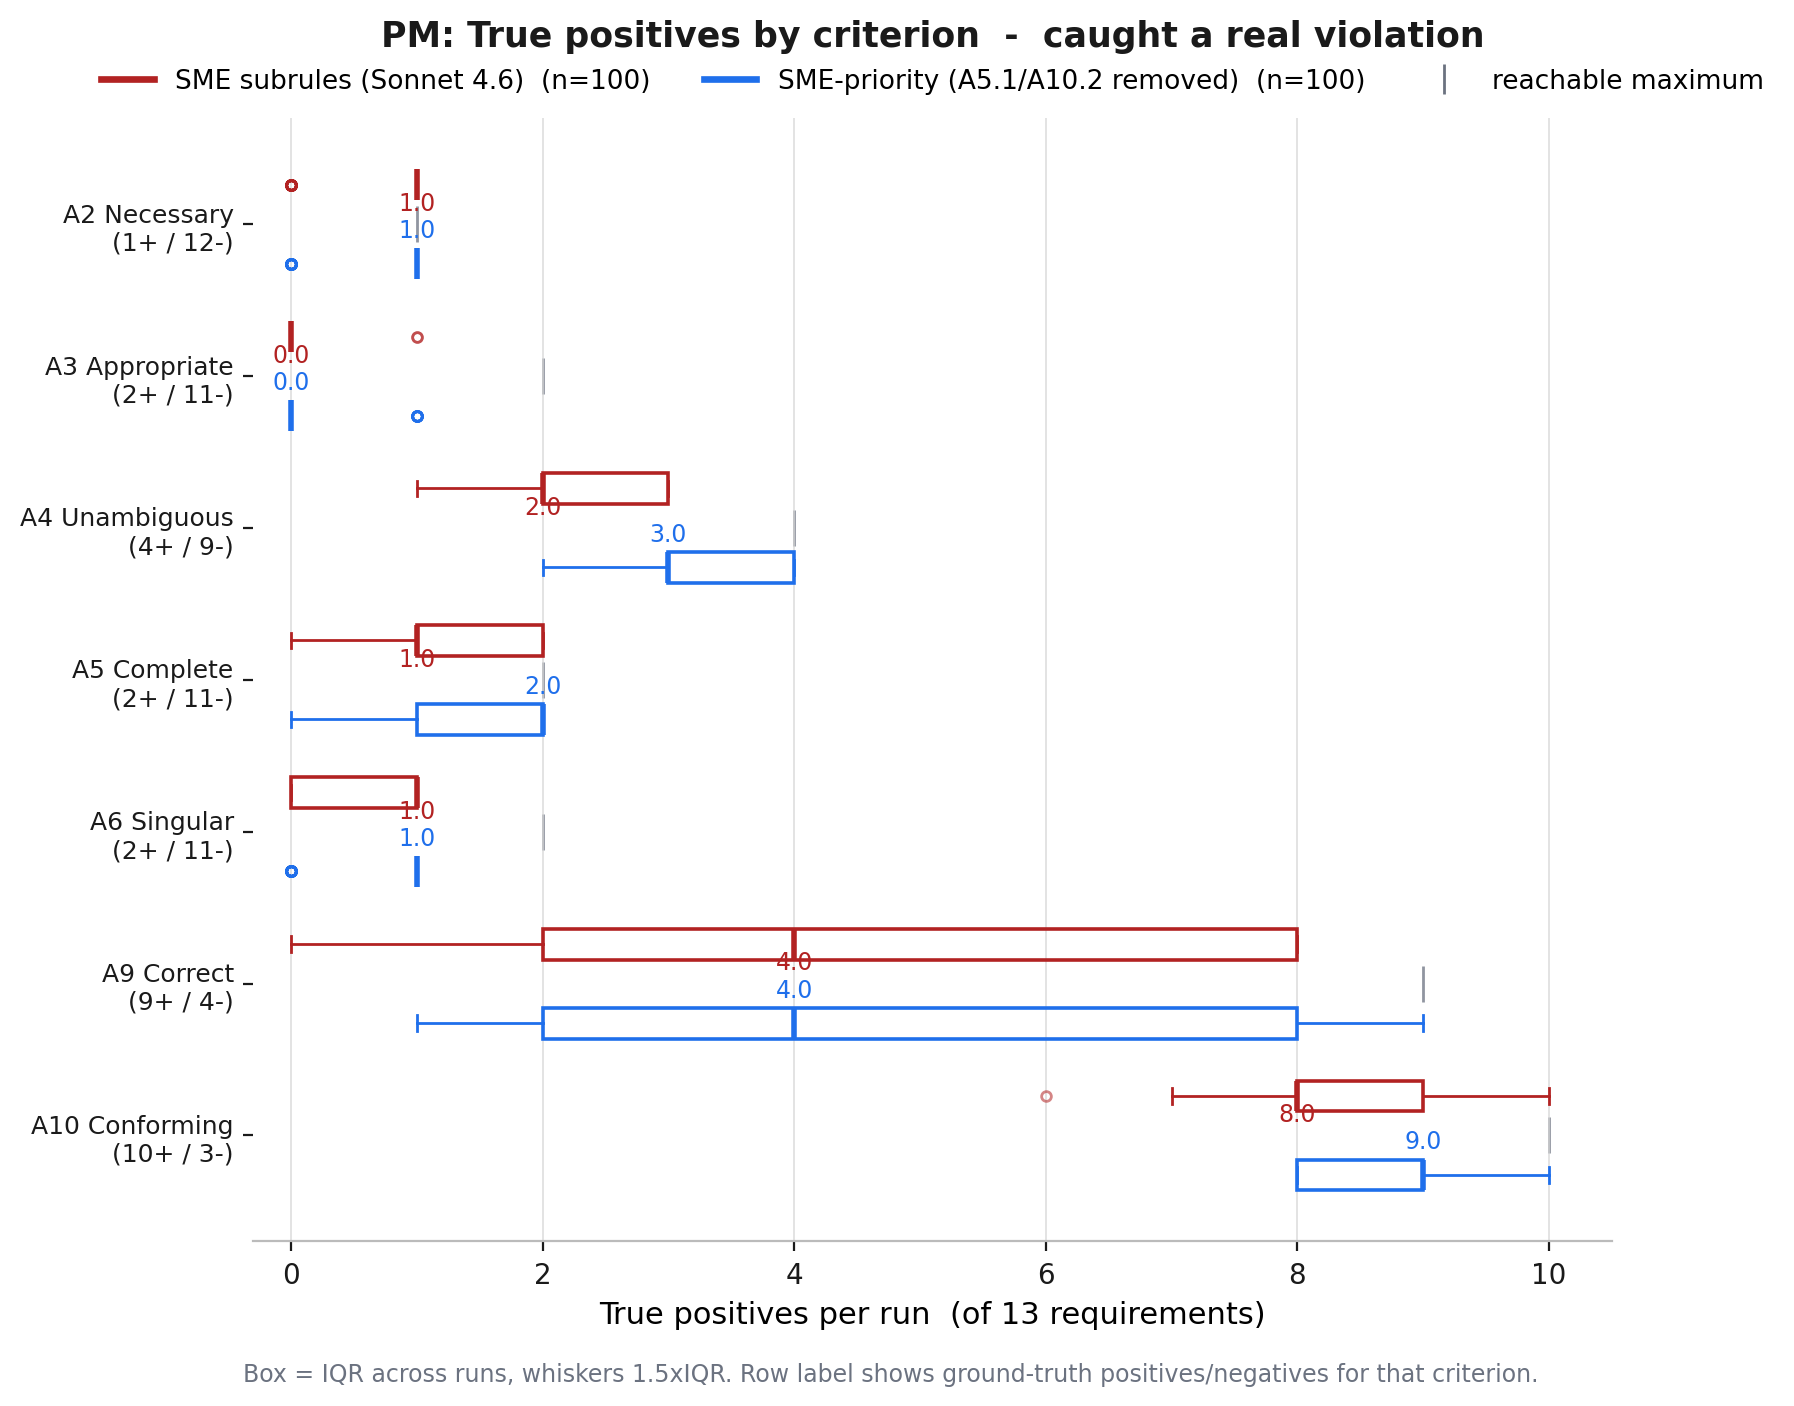 PM: True positives by criterion - caught a real violation
SME subrules (Sonnet 4.6) (n=100)
SME-priority (A5.1/A10.2 removed) (n=100)
reachable maximum
A2 Necessary
(1+ / 12-)
1.0
1.0
A3 Appropriate
(2+ / 11-)
0.0
0.0
A4 Unambiguous
(4+ / 9-)
2.0
3.0
A5 Complete
(2+ / 11-)
1.0
2.0
A6 Singular
(2+ / 11-)
1.0
1.0
A9 Correct
(9+ / 4-)
4.0
4.0
A10 Conforming
(10+ / 3-)
8.0
9.0
0 2 4 6 8 10
True positives per run (of 13 requirements)
Box = IQR across runs, whiskers 1.5xIQR. Row label shows ground-truth positives/negatives for that criterion.